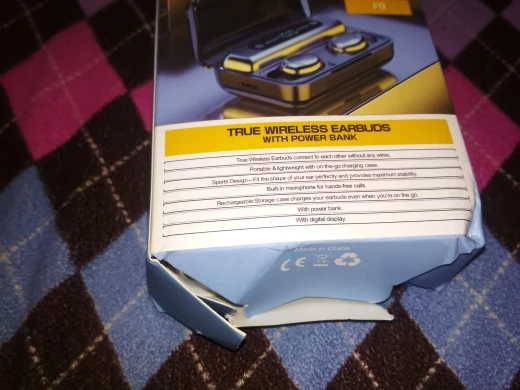 F9
TRUE WIRELESS EARBUDS
WITH POWER BANK
True Wireless Earbuds connect to each other without any wires.
Portable & lightweight with on-the-go charging case.
Sports Design - Fit the shape of your ear perfectly and provides maximum stability.
Built-in microphone for hands-free calls.
Rechargeable Storage case charges your earbuds even when you're on the go.
With power bank.
With digital display.
Made in China
CE